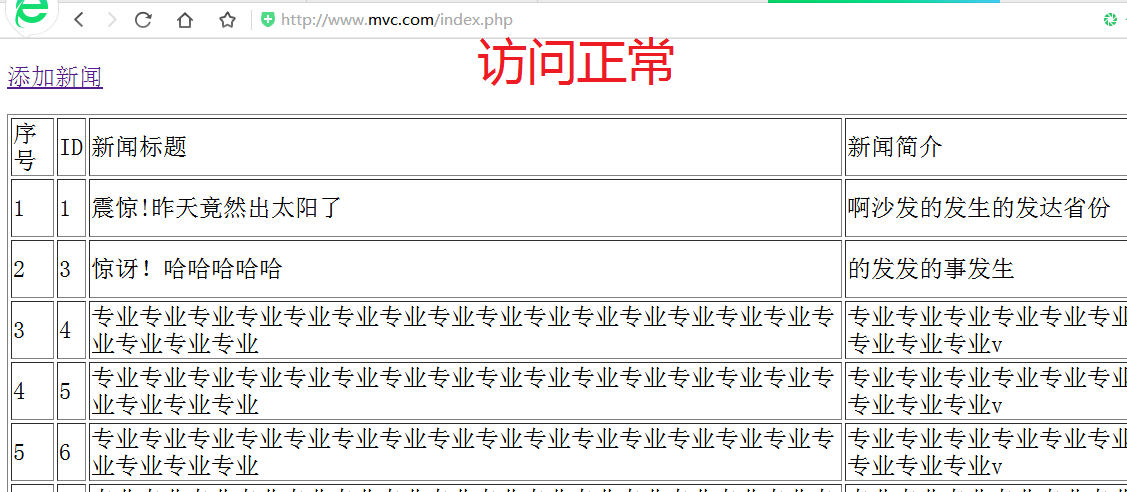 http://www.mvc.com/index.php
访问正常
添加新闻
序号 ID 新闻标题 新闻简介
1 1 震惊!昨天竟然出太阳了 啊沙发的发生的发达省份
2 3 惊讶！哈哈哈哈哈 的发发的事发生
3 4 专业专业专业专业专业专业专业专业专业专业专业专业专业专业专业专 专业专业专业专业专业专业
业专业专业专业 专业专业专业v
4 5 专业专业专业专业专业专业专业专业专业专业专业专业专业专业专业专 专业专业专业专业专业专业
业专业专业专业 专业专业专业v
5 6 专业专业专业专业专业专业专业专业专业专业专业专业专业专业专业专 专业专业专业专业专业专业
业专业专业专业 专业专业专业v